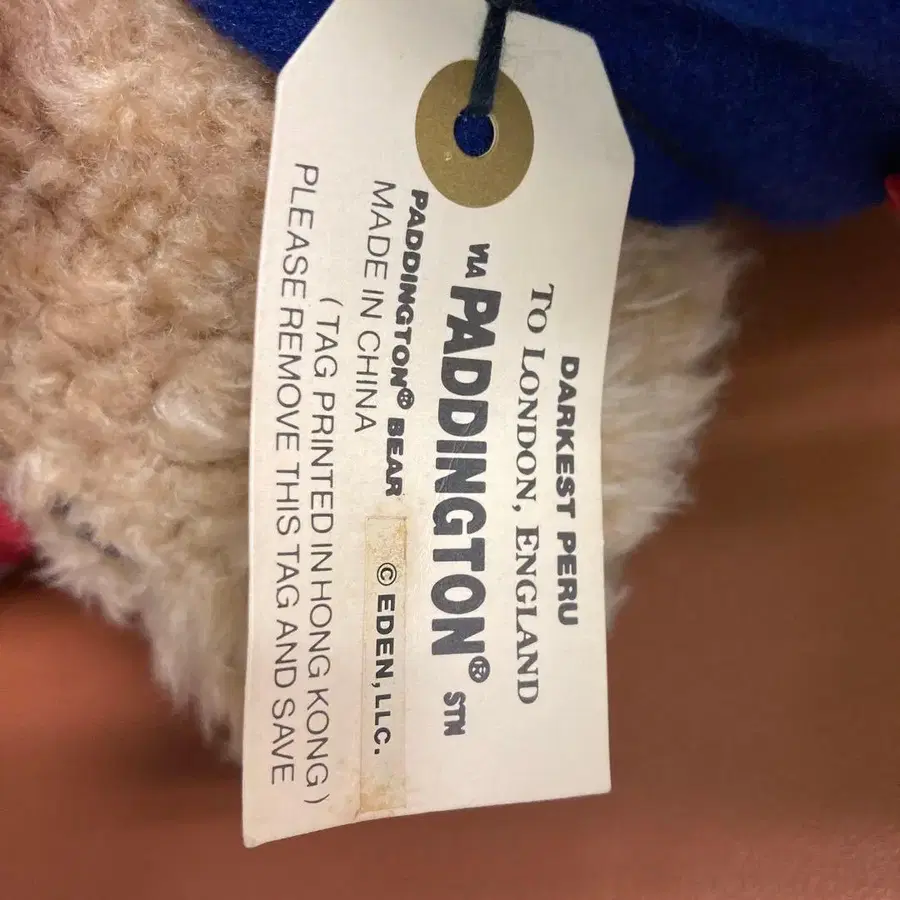 DARKEST PERU
TO LONDON, ENGLAND
VIA PADDINGTON® STN
PADDINGTON® BEAR © EDEN, LLC.
MADE IN CHINA
(TAG PRINTED IN HONG KONG)
PLEASE REMOVE THIS TAG AND SAVE